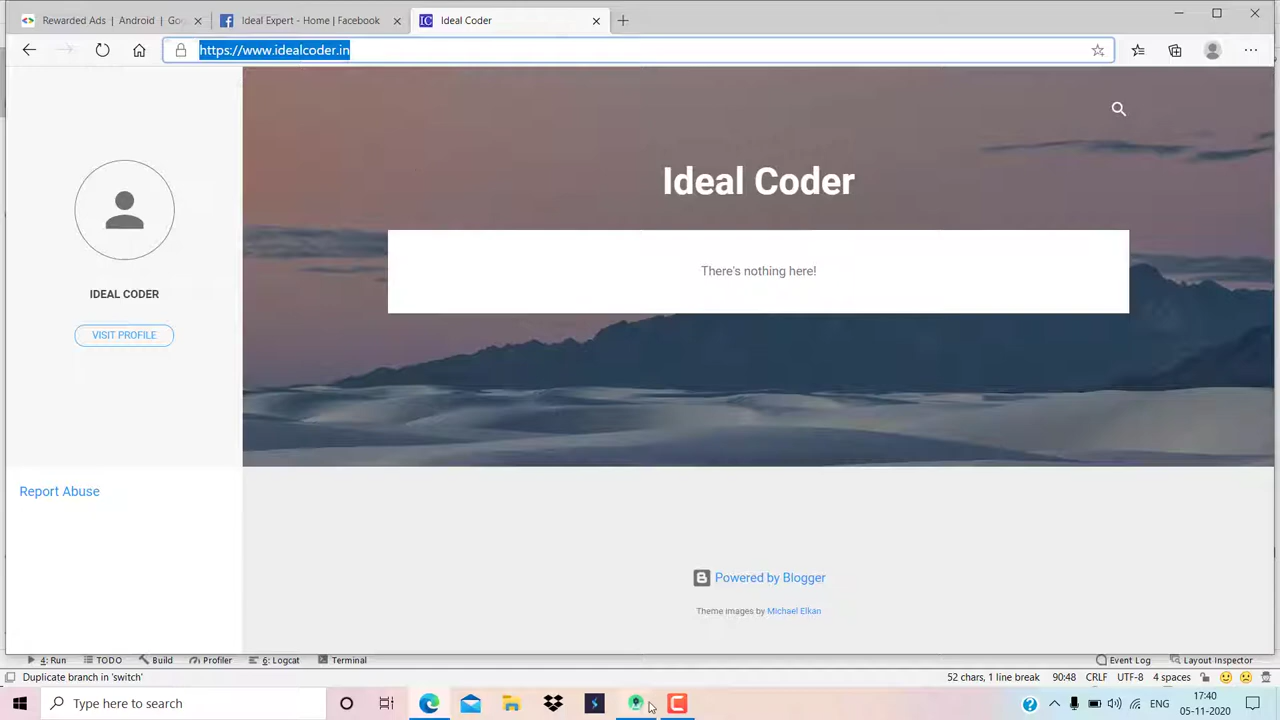 Rewarded Ads | Android | Go
Ideal Expert - Home | Facebook
IC Ideal Coder
https://www.idealcoder.in
Ideal Coder
There's nothing here!
IDEAL CODER
VISIT PROFILE
Report Abuse
Powered by Blogger
Theme images by Michael Elkan
4: Run TODO Build Profiler 6: Logcat Terminal Event Log Layout Inspector
Duplicate branch in 'switch' 52 chars, 1 line break 90:48 CRLF UTF-8 4 spaces
Type here to search ENG 17:40
05-11-2020